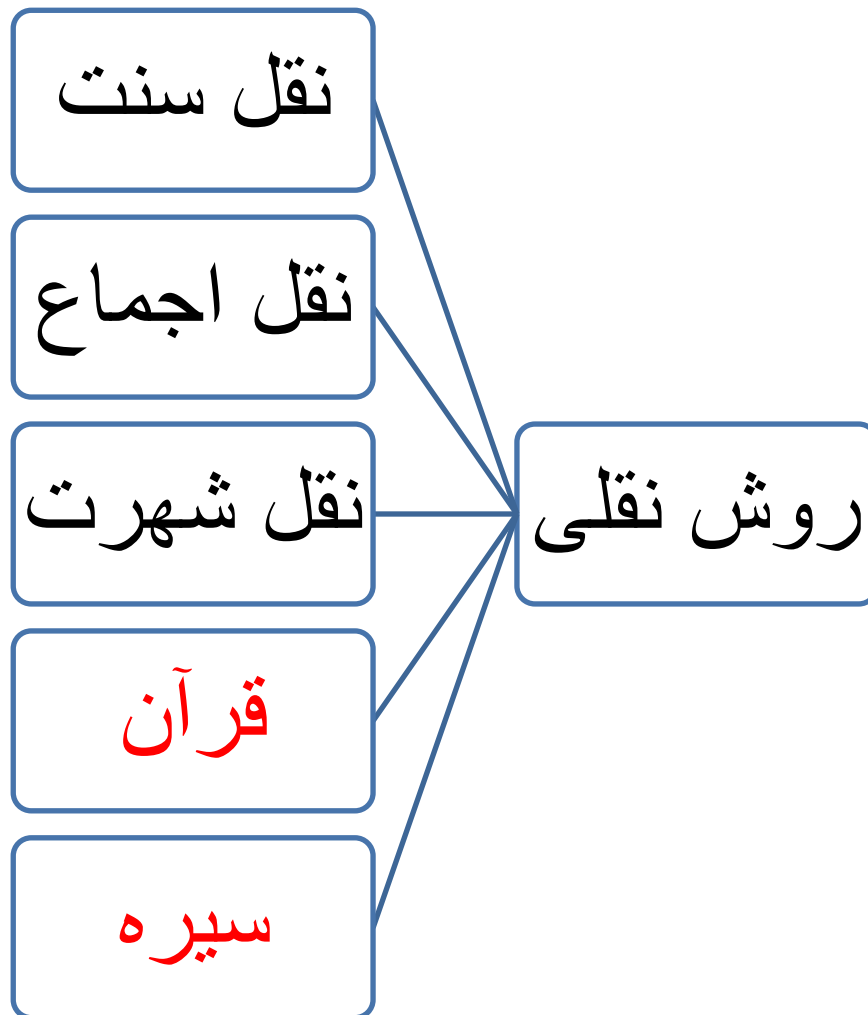 روش نقلی
نقل سنت
نقل اجماع
نقل شهرت
قرآن
سیره